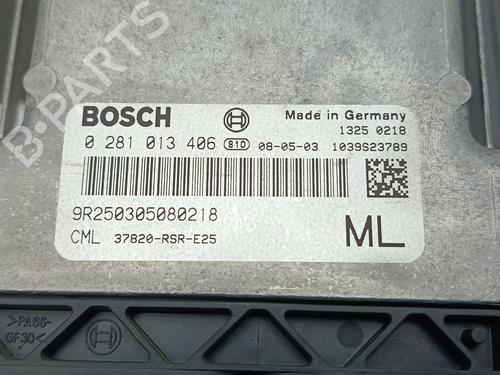 B-PARTS
BOSCH
Made in Germany
1325 0218
0 281 013 406 B10 08-05-03 1039S23789
9R250305080218
CML 37820-RSR-E25
ML
>PA66-
GF30<